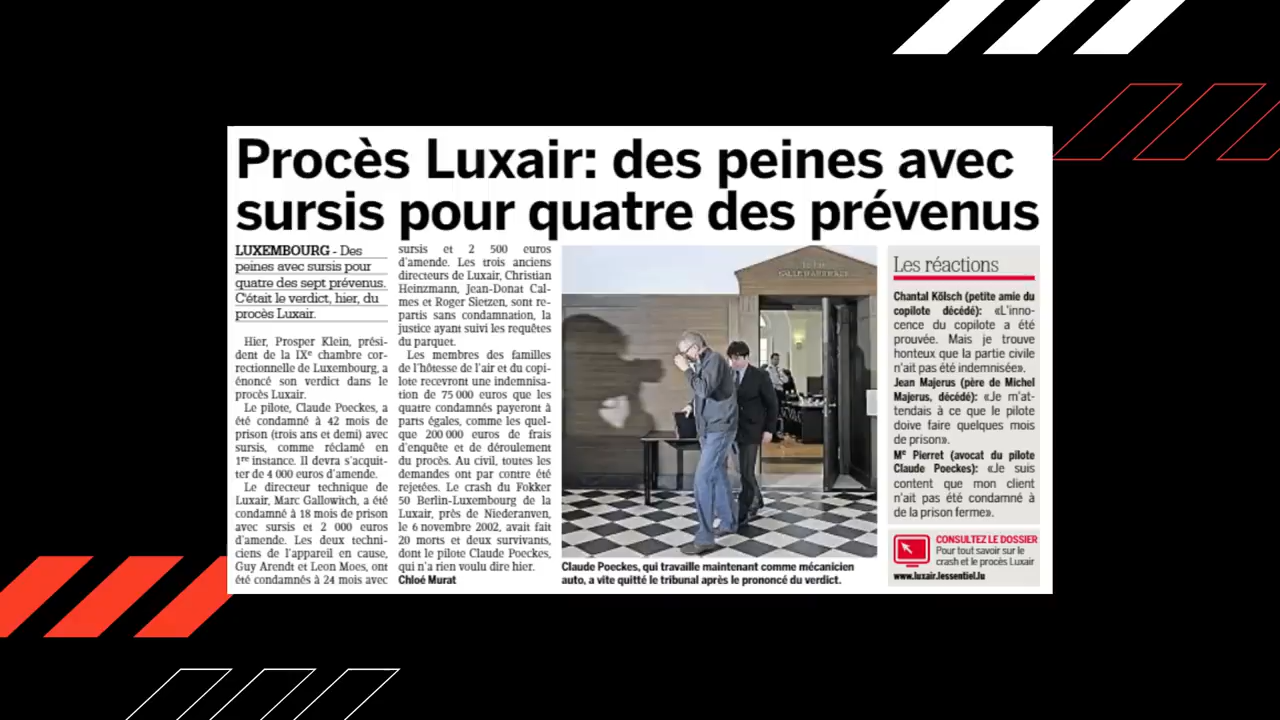 Procès Luxair: des peines avec
sursis pour quatre des prévenus
LUXEMBOURG - Des
peines avec sursis pour
quatre des sept prévenus.
C'était le verdict, hier, du
procès Luxair.
Hier, Prosper Klein, prési-
dent de la IXe chambre cor-
rectionnelle de Luxembourg, a
énoncé son verdict dans le
procès Luxair.
Le pilote, Claude Poeckes, a
été condamné à 42 mois de
prison (trois ans et demi) avec
sursis, comme réclamé en
1re instance. Il devra s'acquit-
ter de 4 000 euros d'amende.
Le directeur technique de
Luxair, Marc Gallowitch, a été
condamné à 18 mois de prison
avec sursis et 2 000 euros
d'amende. Les deux techni-
ciens de l'appareil en cause,
Guy Arendt et Leon Moes, ont
été condamnés à 24 mois avec
sursis et 2 500 euros
d'amende. Les trois anciens
directeurs de Luxair, Christian
Heinzmann, Jean-Donat Cal-
mes et Roger Sietzen, sont re-
partis sans condamnation, la
justice ayant suivi les requêtes
du parquet.
Les membres des familles
de l'hôtesse de l'air et du copi-
lote recevront une indemnisa-
tion de 75 000 euros que les
quatre condamnés payeront à
parts égales, comme les quel-
que 200 000 euros de frais
d'enquête et de déroulement
du procès. Au civil, toutes les
demandes ont par contre été
rejetées. Le crash du Fokker
50 Berlin-Luxembourg de la
Luxair, près de Niederanven,
le 6 novembre 2002, avait fait
20 morts et deux survivants,
dont le pilote Claude Poeckes,
qui n'a rien voulu dire hier.
Chloé Murat
Claude Poeckes, qui travaille maintenant comme mécanicien
auto, a vite quitté le tribunal après le prononcé du verdict.
Les réactions
Chantal Kölsch (petite amie du
copilote décédé): «L'inno-
cence du copilote a été
prouvée. Mais je trouve
honteux que la partie civile
n'ait pas été indemnisée».
Jean Majerus (père de Michel
Majerus, décédé): «Je m'at-
tendais à ce que le pilote
doive faire quelques mois
de prison».
Me Pierret (avocat du pilote
Claude Poeckes): «Je suis
content que mon client
n'ait pas été condamné à
de la prison ferme».
CONSULTEZ LE DOSSIER
Pour tout savoir sur le
crash et le procès Luxair
www.luxair.lessentiel.lu